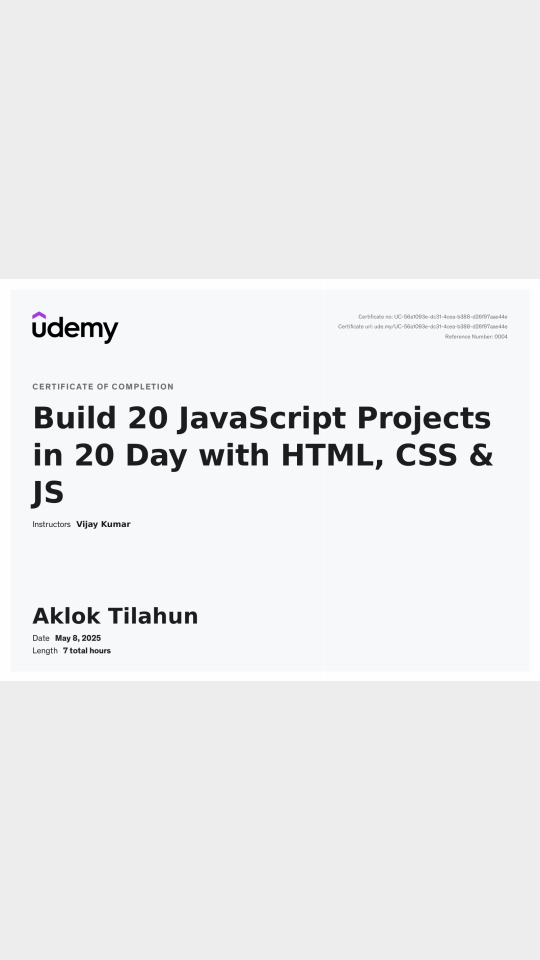 udemy
Certificate no: UC-56a1093e-dc31-4cea-b388-d26f97aae44e
Certificate url: ude.my/UC-56a1093e-dc31-4cea-b388-d26f97aae44e
Reference Number: 0004
CERTIFICATE OF COMPLETION
Build 20 JavaScript Projects
in 20 Day with HTML, CSS &
JS
Instructors Vijay Kumar
Aklok Tilahun
Date May 8, 2025
Length 7 total hours